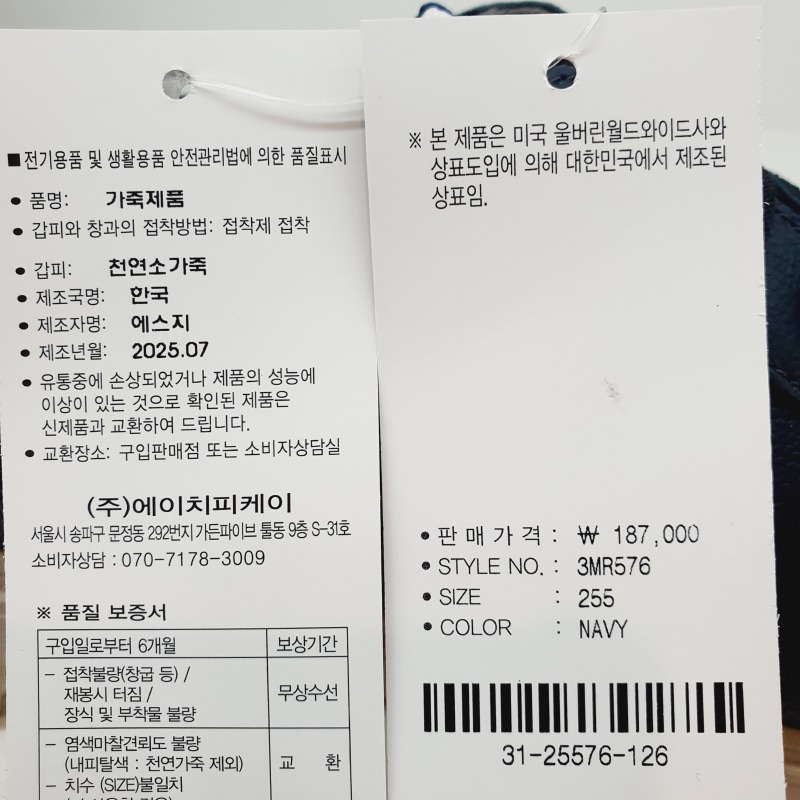 ■ 전기용품 및 생활용품 안전관리법에 의한 품질표시
● 품명: 가죽제품
● 갑피와 창과의 접착방법: 접착제 접착
● 갑피: 천연소가죽
● 제조국명: 한국
● 제조자명: 에스지
● 제조년월: 2025.07
● 유통중에 손상되었거나 제품의 성능에
이상이 있는 것으로 확인된 제품은
신제품과 교환하여 드립니다.
● 교환장소: 구입판매점 또는 소비자상담실
(주)에이치피케이
서울시 송파구 문정동 292번지 가든파이브 툴동 9층 S-31호
소비자상담 : 070-7178-3009
※ 품질 보증서
구입일로부터 6개월 보상기간
- 접착불량(창굽 등) /
재봉시 터짐 /
장식 및 부착물 불량
무상수선
- 염색마찰견뢰도 불량
(내피탈색 : 천연가죽 제외)
- 치수 (SIZE)불일치
교 환
※ 본 제품은 미국 울버린월드와이드사와
상표도입에 의해 대한민국에서 제조된
상표임.
● 판매가격 : ₩ 187,000
● STYLE NO. : 3MR576
● SIZE : 255
● COLOR : NAVY
31-25576-126